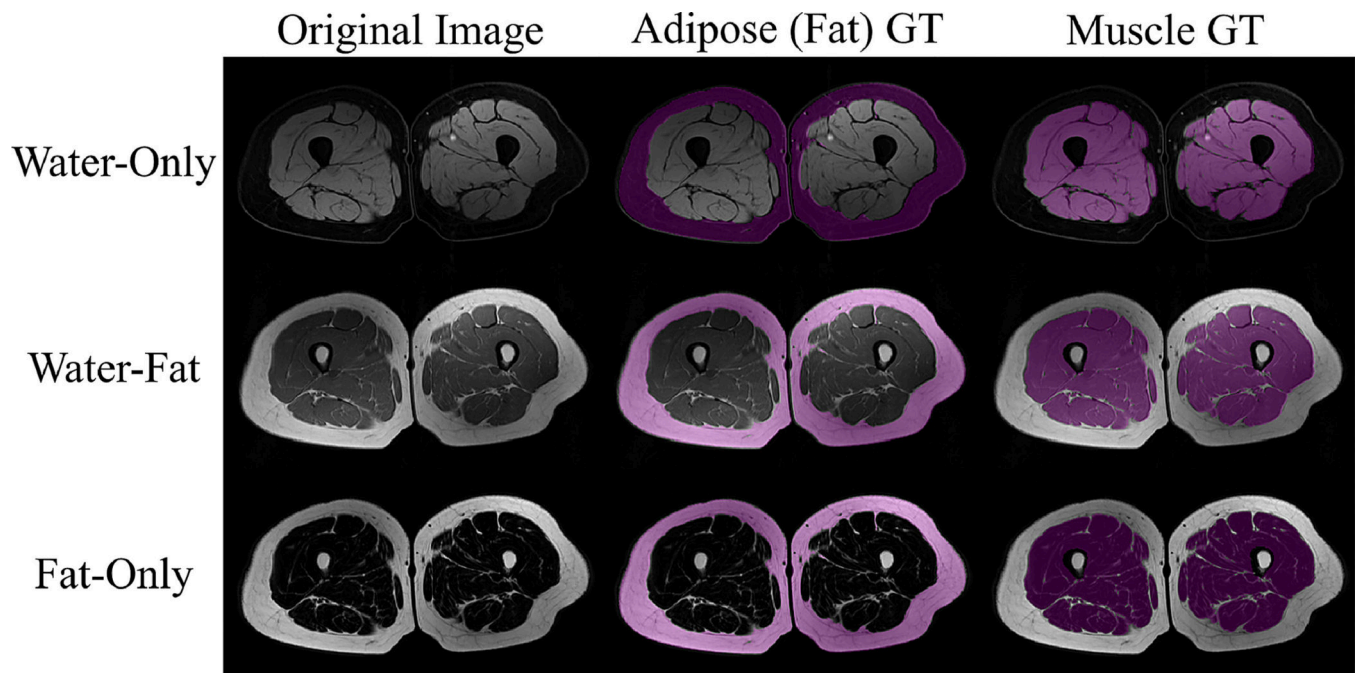 Original Image
Adipose (Fat) GT
Muscle GT
Water-Only
Water-Fat
Fat-Only